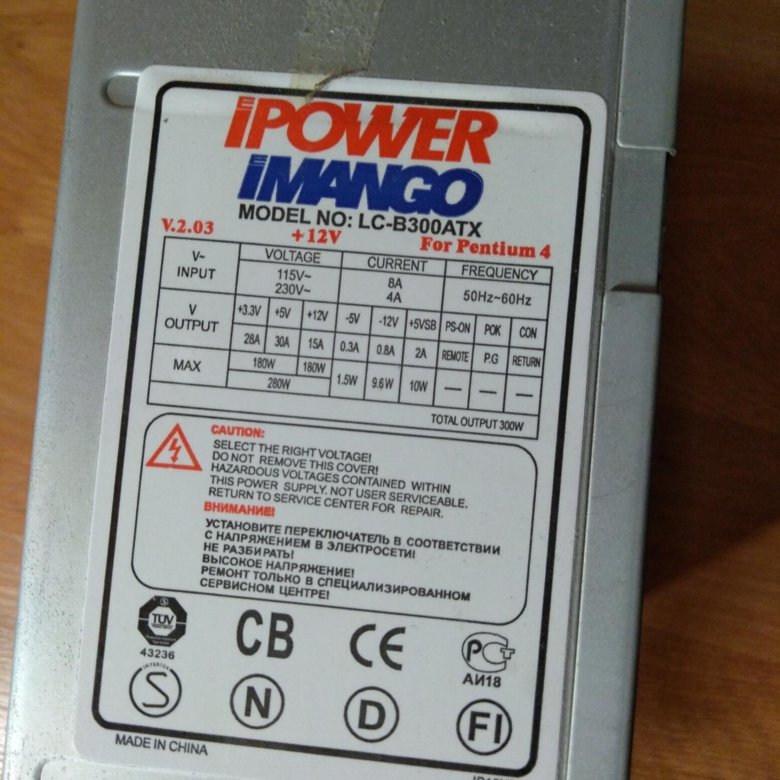 iPOWER
iMANGO
MODEL NO: LC-B300ATX
V.2.03 +12V For Pentium 4
V~ INPUT VOLTAGE CURRENT FREQUENCY
115V~ 8A 50Hz~60Hz
230V~ 4A
V OUTPUT +3.3V +5V +12V -5V -12V +5VSB PS-ON POK CON
28A 30A 15A 0.3A 0.8A 2A REMOTE P.G RETURN
MAX 180W 180W 1.5W 9.6W 10W — — —
280W
TOTAL OUTPUT 300W
CAUTION:
SELECT THE RIGHT VOLTAGE!
DO NOT REMOVE THIS COVER!
HAZARDOUS VOLTAGES CONTAINED WITHIN
THIS POWER SUPPLY. NOT USER SERVICEABLE.
RETURN TO SERVICE CENTER FOR REPAIR.
ВНИМАНИЕ!
УСТАНОВИТЕ ПЕРЕКЛЮЧАТЕЛЬ В СООТВЕТСТВИИ
С НАПРЯЖЕНИЕМ В ЭЛЕКТРОСЕТИ!
НЕ РАЗБИРАТЬ!
ВЫСОКОЕ НАПРЯЖЕНИЕ!
РЕМОНТ ТОЛЬКО В СПЕЦИАЛИЗИРОВАННОМ
СЕРВИСНОМ ЦЕНТРЕ!
TÜV CB CE РСТ
43236 АИ18
INTERTEK
S N D FI
MADE IN CHINA